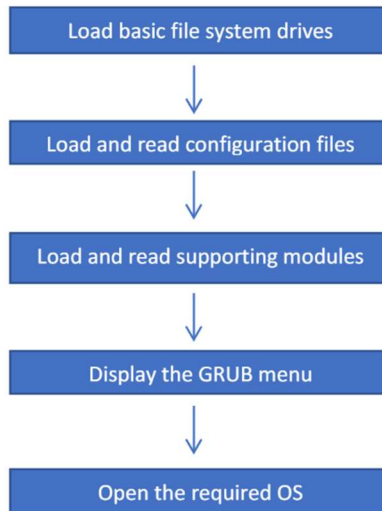 Load basic file system drives
Load and read configuration files
Load and read supporting modules
Display the GRUB menu
Open the required OS